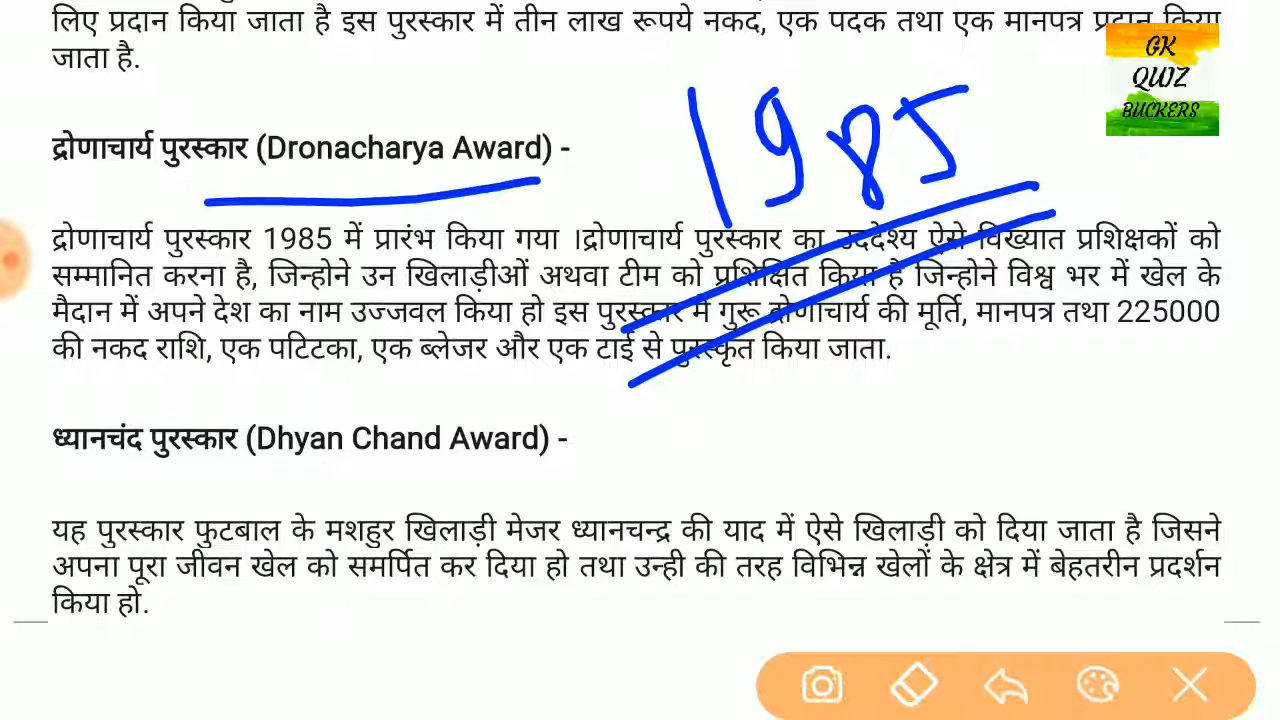 लिए प्रदान किया जाता है इस पुरस्कार में तीन लाख रूपये नकद, एक पदक तथा एक मानपत्र प्रदान किया
जाता है.
GK
QUIZ
BUCKERS
1985
द्रोणाचार्य पुरस्कार (Dronacharya Award) -
द्रोणाचार्य पुरस्कार 1985 में प्रारंभ किया गया ।द्रोणाचार्य पुरस्कार का उददेश्य ऐसे विख्यात प्रशिक्षकों को
सम्मानित करना है, जिन्होने उन खिलाड़ीओं अथवा टीम को प्रशिक्षित किया है जिन्होने विश्व भर में खेल के
मैदान में अपने देश का नाम उज्जवल किया हो इस पुरस्कार में गुरू द्रोणाचार्य की मूर्ति, मानपत्र तथा 225000
की नकद राशि, एक पटिटका, एक ब्लेजर और एक टाई से पुरस्कृत किया जाता.
ध्यानचंद पुरस्कार (Dhyan Chand Award) -
यह पुरस्कार फुटबाल के मशहुर खिलाड़ी मेजर ध्यानचन्द्र की याद में ऐसे खिलाड़ी को दिया जाता है जिसने
अपना पूरा जीवन खेल को समर्पित कर दिया हो तथा उन्ही की तरह विभिन्न खेलों के क्षेत्र में बेहतरीन प्रदर्शन
किया हो.